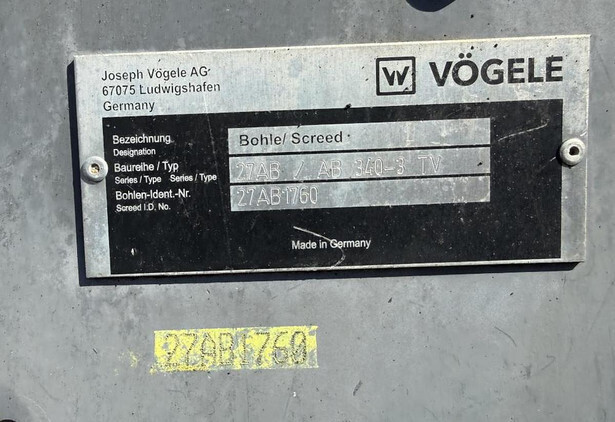 Joseph Vögele AG
67075 Ludwigshafen
Germany
W VÖGELE
Bezeichnung
Designation
Bohle/ Screed
Baureihe / Typ
Series / Type Series / Type
27AB / AB 340-3 TV
Bohlen-Ident.-Nr.
Screed I.D. No.
27AB1760
Made in Germany
27AB1760